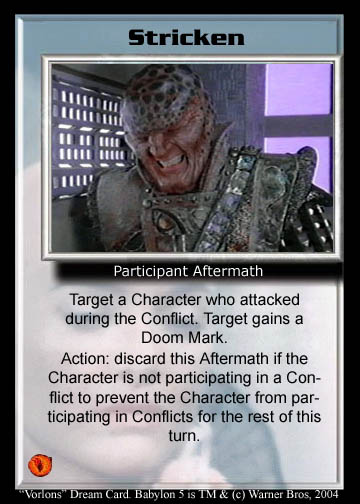 Stricken
Participant Aftermath
Target a Character who attacked
during the Conflict. Target gains a
Doom Mark.
Action: discard this Aftermath if the
Character is not participating in a Con-
flict to prevent the Character from par-
ticipating in Conflicts for the rest of this
turn.
“Vorlons” Dream Card. Babylon 5 is TM & (c) Warner Bros, 2004